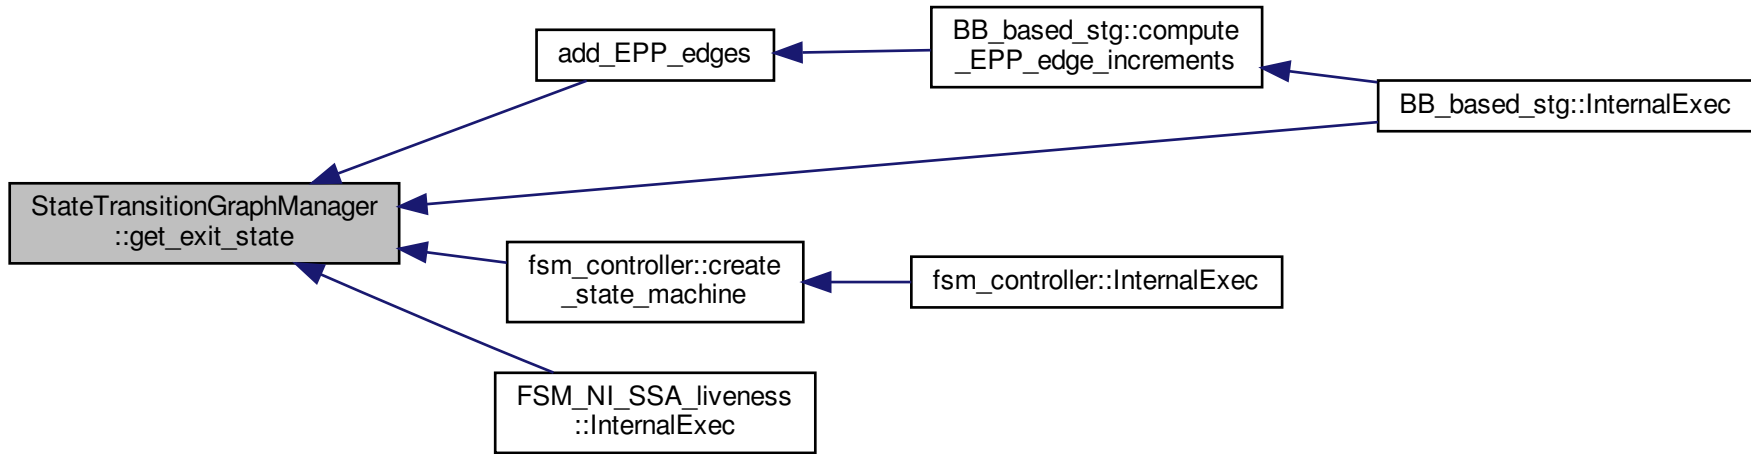 StateTransitionGraphManager
::get_exit_state
add_EPP_edges
BB_based_stg::compute
_EPP_edge_increments
BB_based_stg::InternalExec
fsm_controller::create
_state_machine
fsm_controller::InternalExec
FSM_NI_SSA_liveness
::InternalExec